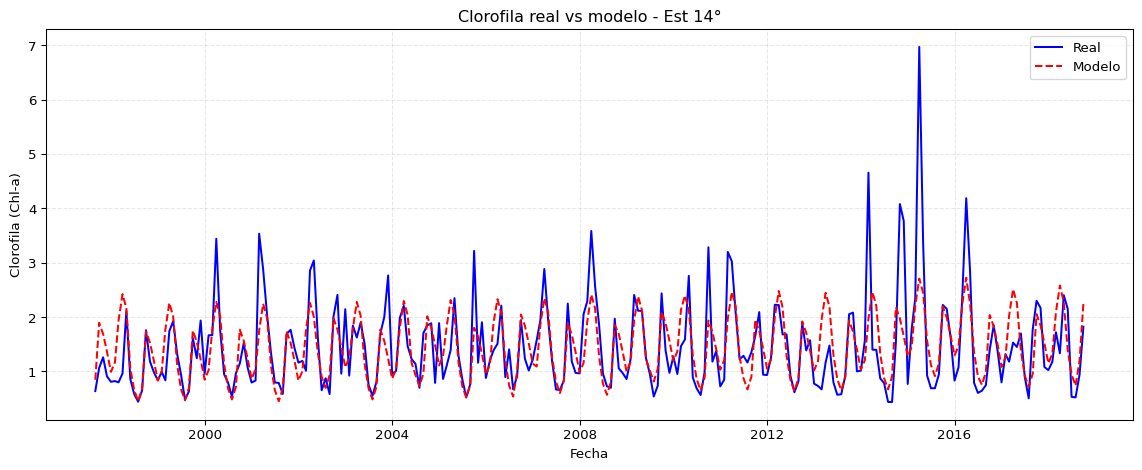 Clorofila real vs modelo - Est 14°
Real
Modelo
Clorofila (Chl-a)
7
6
5
4
3
2
1
2000
2004
2008
2012
2016
Fecha